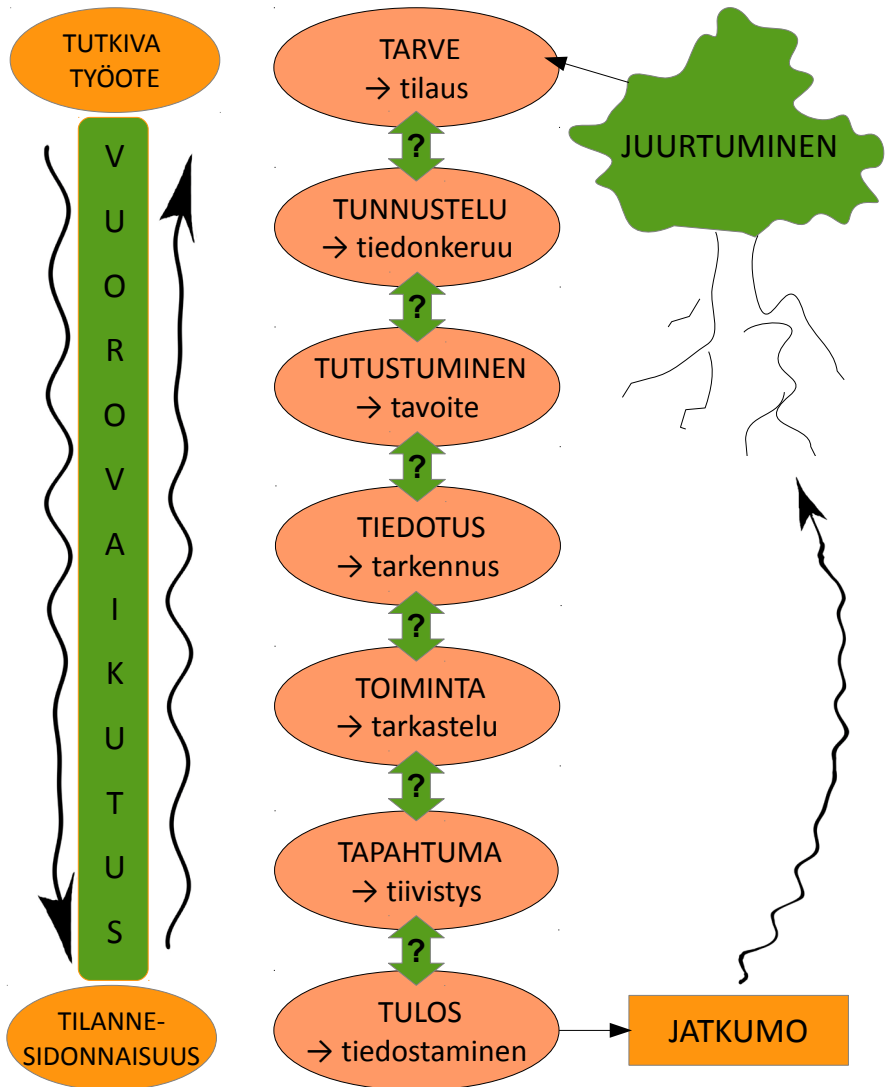 TUTKIVA
TYÖOTE
V
U
O
R
O
V
A
I
K
U
T
U
S
TILANNE-
SIDONNAISUUS
TARVE
→ tilaus
?
TUNNUSTELU
→ tiedonkeruu
?
TUTUSTUMINEN
→ tavoite
?
TIEDOTUS
→ tarkennus
?
TOIMINTA
→ tarkastelu
?
TAPAHTUMA
→ tiivistys
?
TULOS
→ tiedostaminen
JATKUMO
JUURTUMINEN